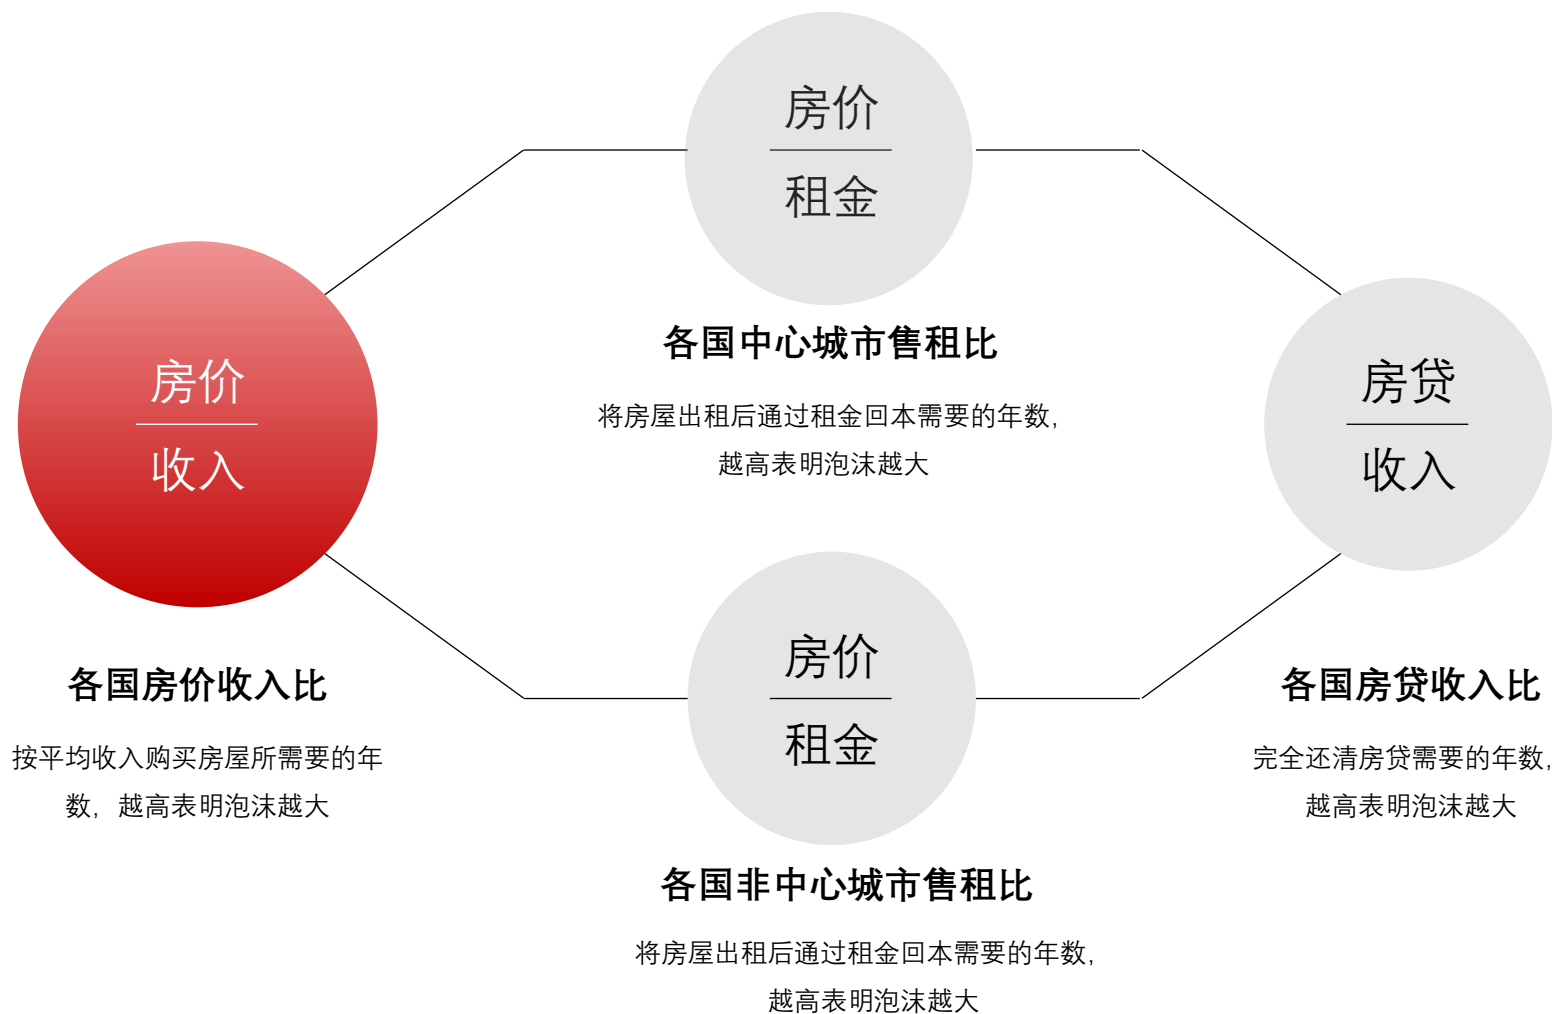 房价
租金
各国中心城市售租比
将房屋出租后通过租金回本需要的年数，
越高表明泡沫越大
房价
收入
各国房价收入比
按平均收入购买房屋所需要的年
数，越高表明泡沫越大
房贷
收入
各国房贷收入比
完全还清房贷需要的年数，
越高表明泡沫越大
房价
租金
各国非中心城市售租比
将房屋出租后通过租金回本需要的年数，
越高表明泡沫越大